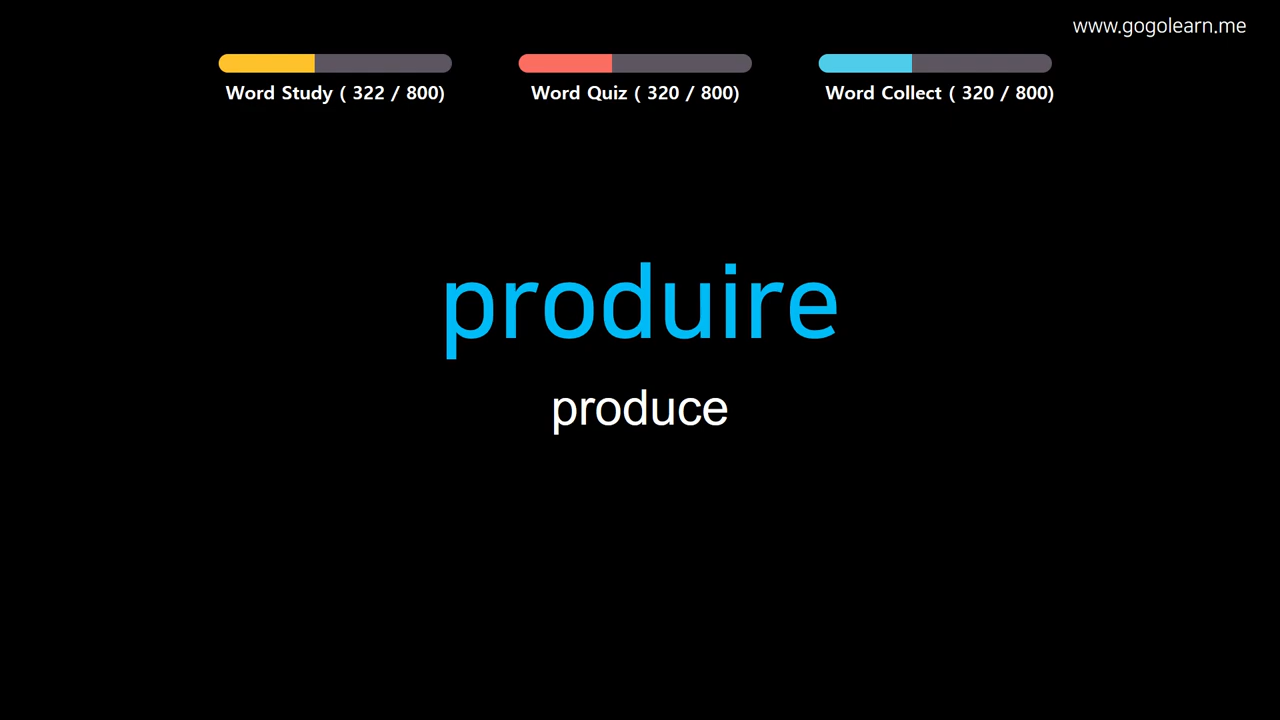 www.gogolearn.me
Word Study ( 322 / 800)
Word Quiz ( 320 / 800)
Word Collect ( 320 / 800)
produire
produce